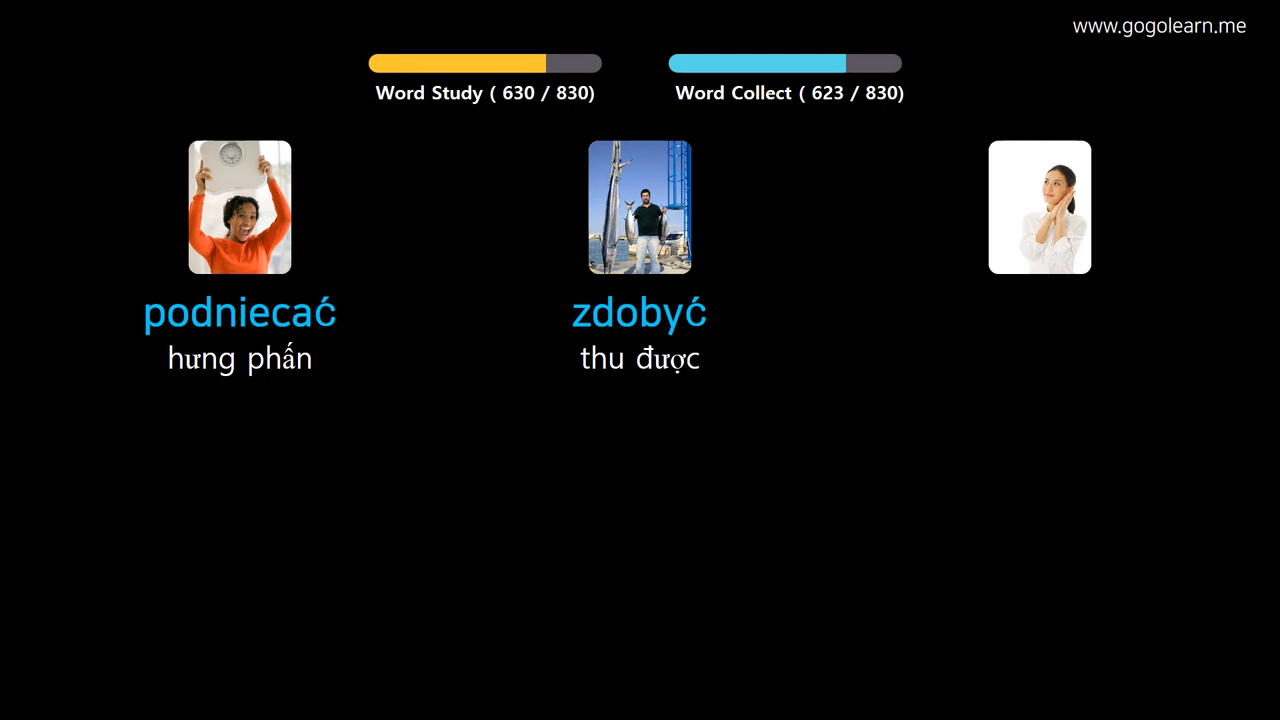 www.gogolearn.me
Word Study ( 630 / 830)
Word Collect ( 623 / 830)
podniecać
hưng phấn
zdobyć
thu được